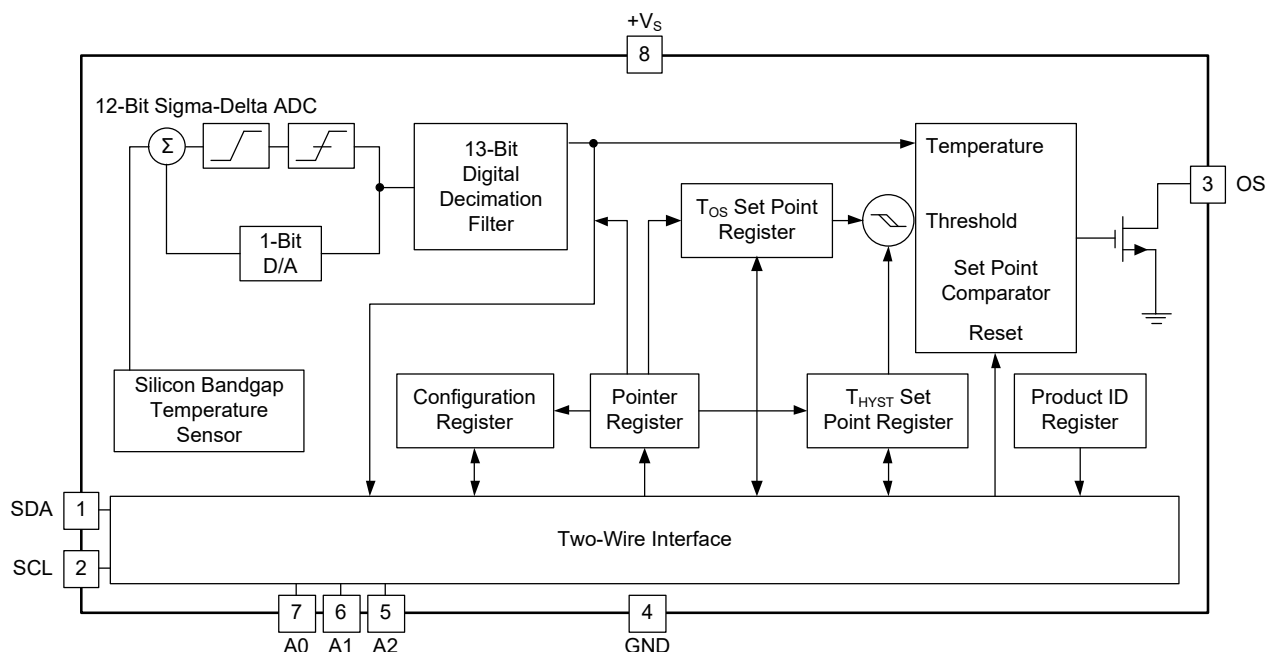 +VS
8
12-Bit Sigma-Delta ADC
Σ
13-Bit
Digital
Decimation
Filter
1-Bit
D/A
Silicon Bandgap
Temperature
Sensor
TOS Set Point
Register
Temperature
Threshold
Set Point
Comparator
Reset
3 OS
Configuration
Register
Pointer
Register
THYST Set
Point Register
Product ID
Register
SDA 1
SCL 2
Two-Wire Interface
7 6 5 4
A0 A1 A2 GND